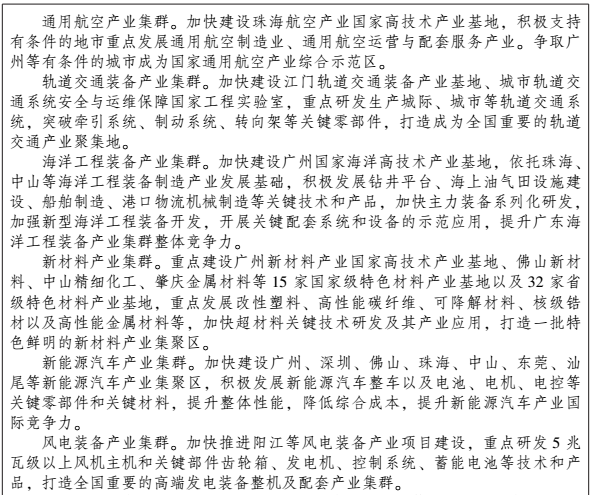 通用航空产业集群。加快建设珠海航空产业国家高技术产业基地，积极支持
有条件的地市重点发展通用航空制造业、通用航空运营与配套服务产业。争取广
州等有条件的城市成为国家通用航空产业综合示范区。
轨道交通装备产业集群。加快建设江门轨道交通装备产业基地、城市轨道交
通系统安全与运维保障国家工程实验室，重点研发生产城际、城市等轨道交通系
统，突破牵引系统、制动系统、转向架等关键零部件，打造成为全国重要的轨道
交通产业聚集地。
海洋工程装备产业集群。加快建设广州国家海洋高技术产业基地，依托珠海、
中山等海洋工程装备制造产业发展基础，积极发展钻井平台、海上油气田设施建
设、船舶制造、港口物流机械制造等关键技术和产品，加快主力装备系列化研发，
加强新型海洋工程装备开发，开展关键配套系统和设备的示范应用，提升广东海
洋工程装备产业集群整体竞争力。
新材料产业集群。重点建设广州新材料产业国家高技术产业基地、佛山新材
料、中山精细化工、肇庆金属材料等 15 家国家级特色材料产业基地以及 32 家省
级特色材料产业基地，重点发展改性塑料、高性能碳纤维、可降解材料、核级锆
材以及高性能金属材料等，加快超材料关键技术研发及其产业应用，打造一批特
色鲜明的新材料产业集聚区。
新能源汽车产业集群。加快建设广州、深圳、佛山、珠海、中山、东莞、汕
尾等新能源汽车产业集聚区，积极发展新能源汽车整车以及电池、电机、电控等
关键零部件和关键材料，提升整体性能，降低综合成本，提升新能源汽车产业国
际竞争力。
风电装备产业集群。加快推进阳江等风电装备产业项目建设，重点研发 5 兆
瓦级以上风机主机和关键部件齿轮箱、发电机、控制系统、蓄能电池等技术和产
品，打造全国重要的高端发电装备整机及配套产业集群。